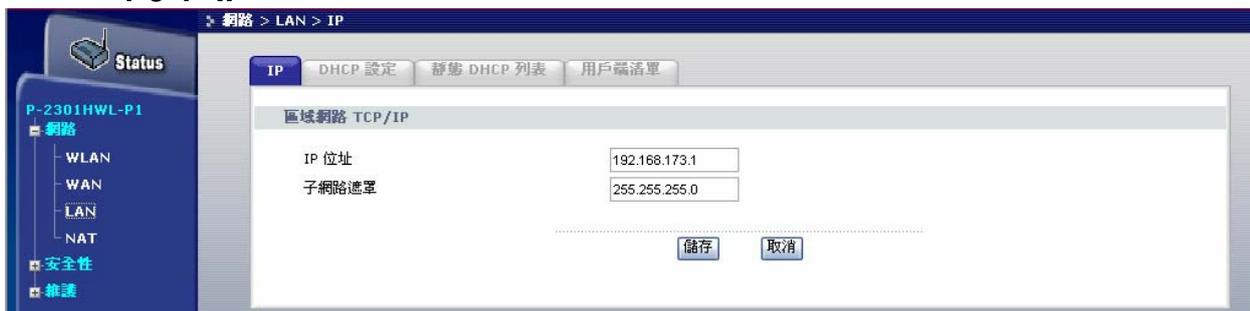 網路 > LAN > IP
Status
IP
DHCP 設定
靜態 DHCP 列表
用戶端清單
P-2301HWL-P1
網路
WLAN
WAN
LAN
NAT
安全性
維護
區域網路 TCP/IP
IP 位址
192.168.173.1
子網路遮罩
255.255.255.0
儲存
取消